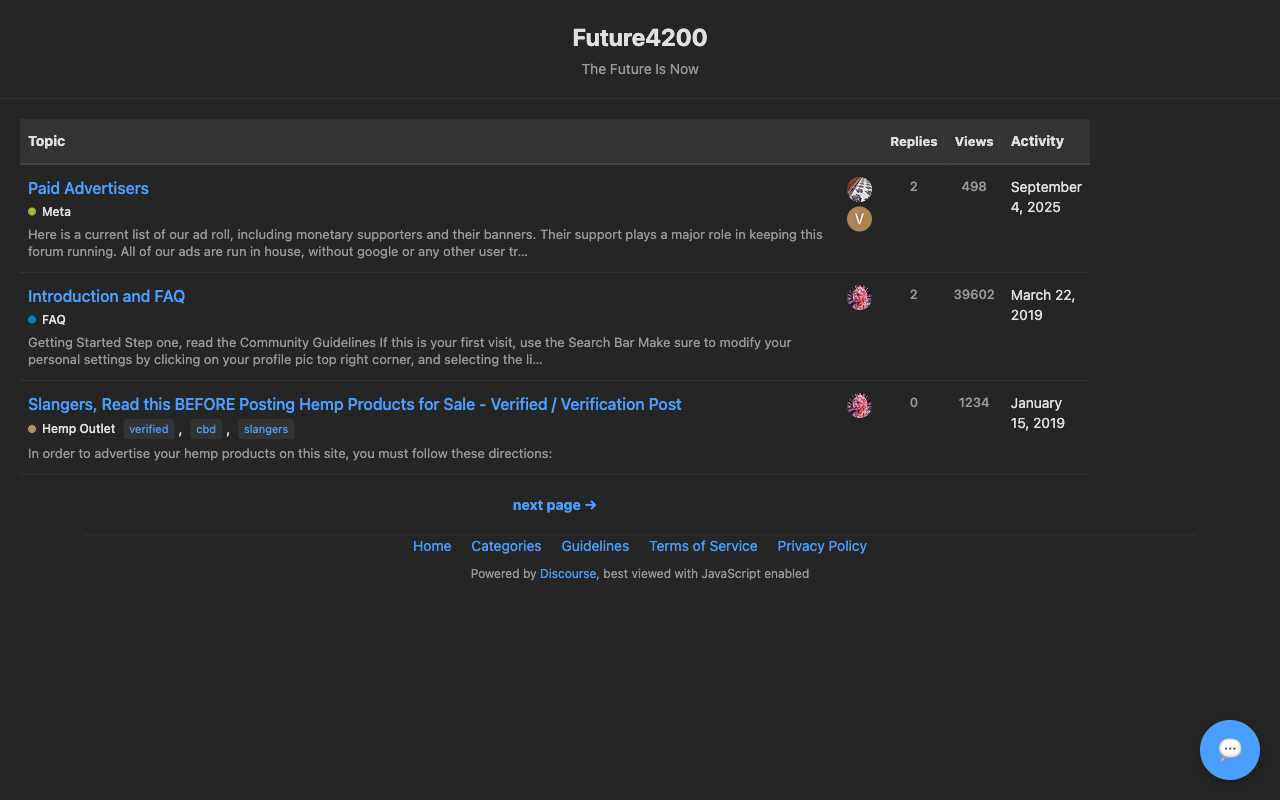 Future4200
The Future Is Now
Topic Replies Views Activity
Paid Advertisers
Meta
Here is a current list of our ad roll, including monetary supporters and their banners. Their support plays a major role in keeping this
forum running. All of our ads are run in house, without google or any other user tr...
V
2 498 September
4, 2025
Introduction and FAQ
FAQ
Getting Started Step one, read the Community Guidelines If this is your first visit, use the Search Bar Make sure to modify your
personal settings by clicking on your profile pic top right corner, and selecting the li...
2 39602 March 22,
2019
Slangers, Read this BEFORE Posting Hemp Products for Sale - Verified / Verification Post
Hemp Outlet verified , cbd , slangers
In order to advertise your hemp products on this site, you must follow these directions:
0 1234 January
15, 2019
next page →
Home Categories Guidelines Terms of Service Privacy Policy
Powered by Discourse, best viewed with JavaScript enabled